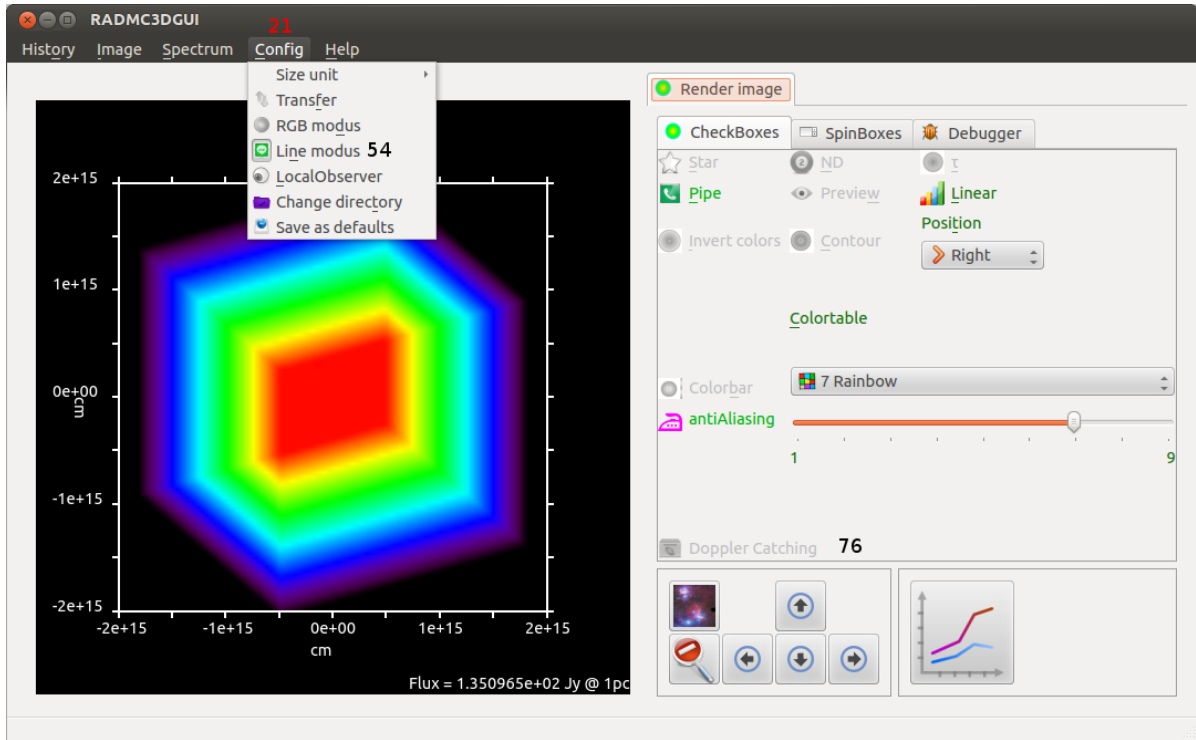 RADMC3DGUI
21
History Image Spectrum Config Help
Size unit
Transfer
RGB modus
Line modus 54
LocalObserver
Change directory
Save as defaults
2e+15
1e+15
0e+00
cm
-1e+15
-2e+15
-2e+15 -1e+15 0e+00 1e+15 2e+15
cm
Flux = 1.350965e+02 Jy @ 1pc
Render image
CheckBoxes SpinBoxes Debugger
Star 2 ND τ
Pipe Preview Linear
Position
Invert colors Contour Right
Colortable
Colorbar 7 Rainbow
antiAliasing
1 9
Doppler Catching 76